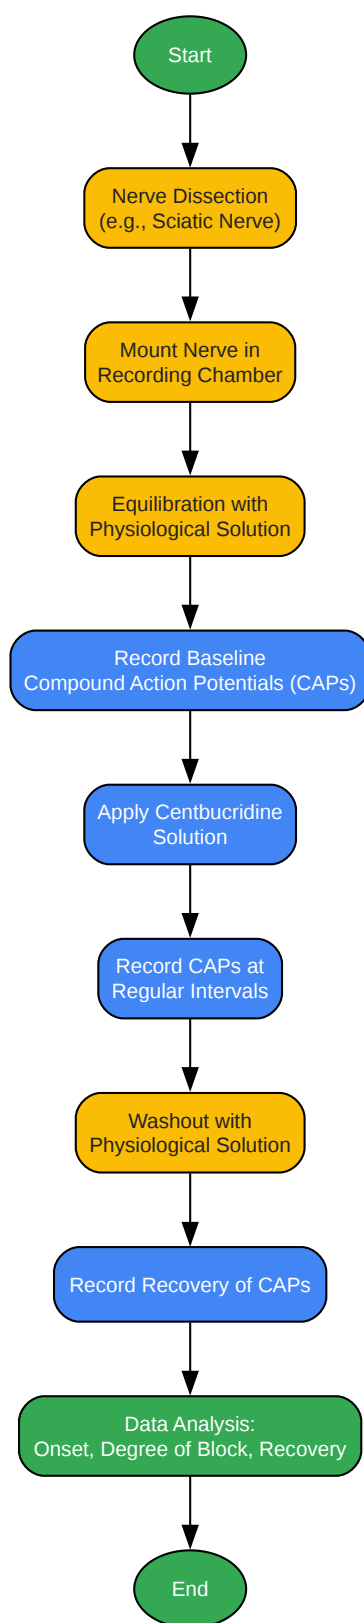 Start
Nerve Dissection
(e.g., Sciatic Nerve)
Mount Nerve in
Recording Chamber
Equilibration with
Physiological Solution
Record Baseline
Compound Action Potentials (CAPs)
Apply Centbucridine
Solution
Record CAPs at
Regular Intervals
Washout with
Physiological Solution
Record Recovery of CAPs
Data Analysis:
Onset, Degree of Block, Recovery
End